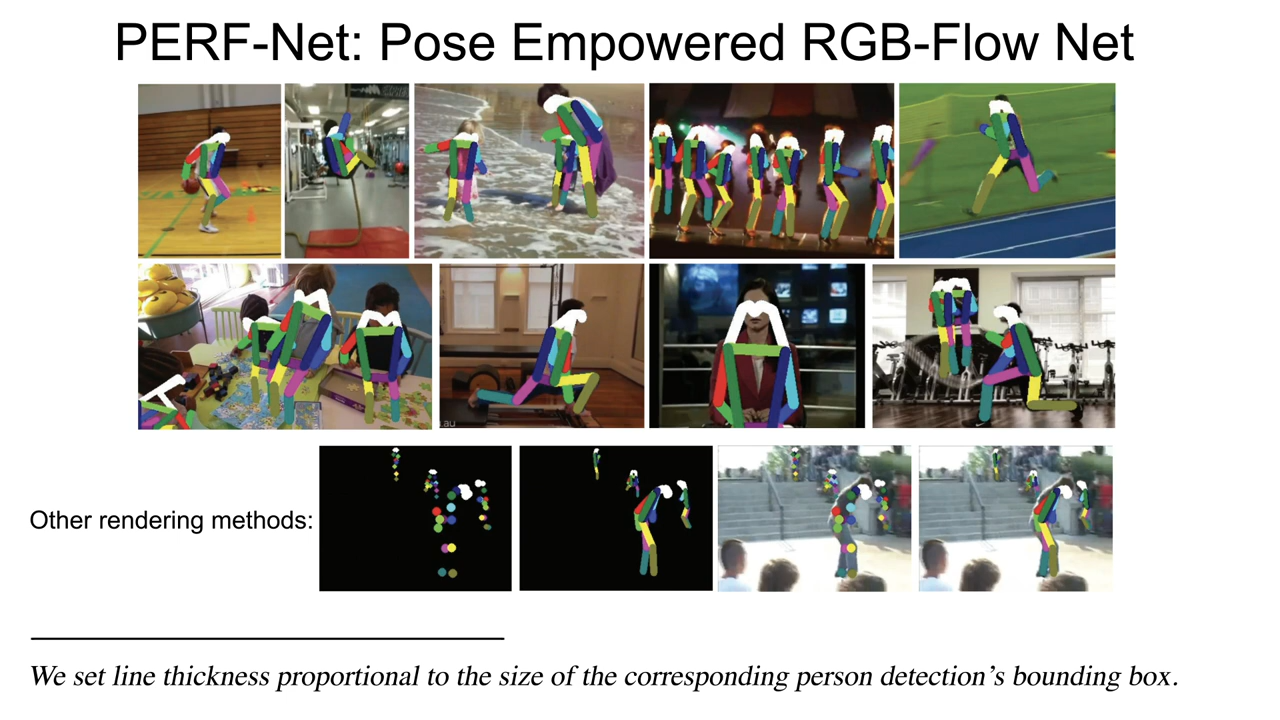 PERF-Net: Pose Empowered RGB-Flow Net
.au
Other rendering methods:
We set line thickness proportional to the size of the corresponding person detection’s bounding box.